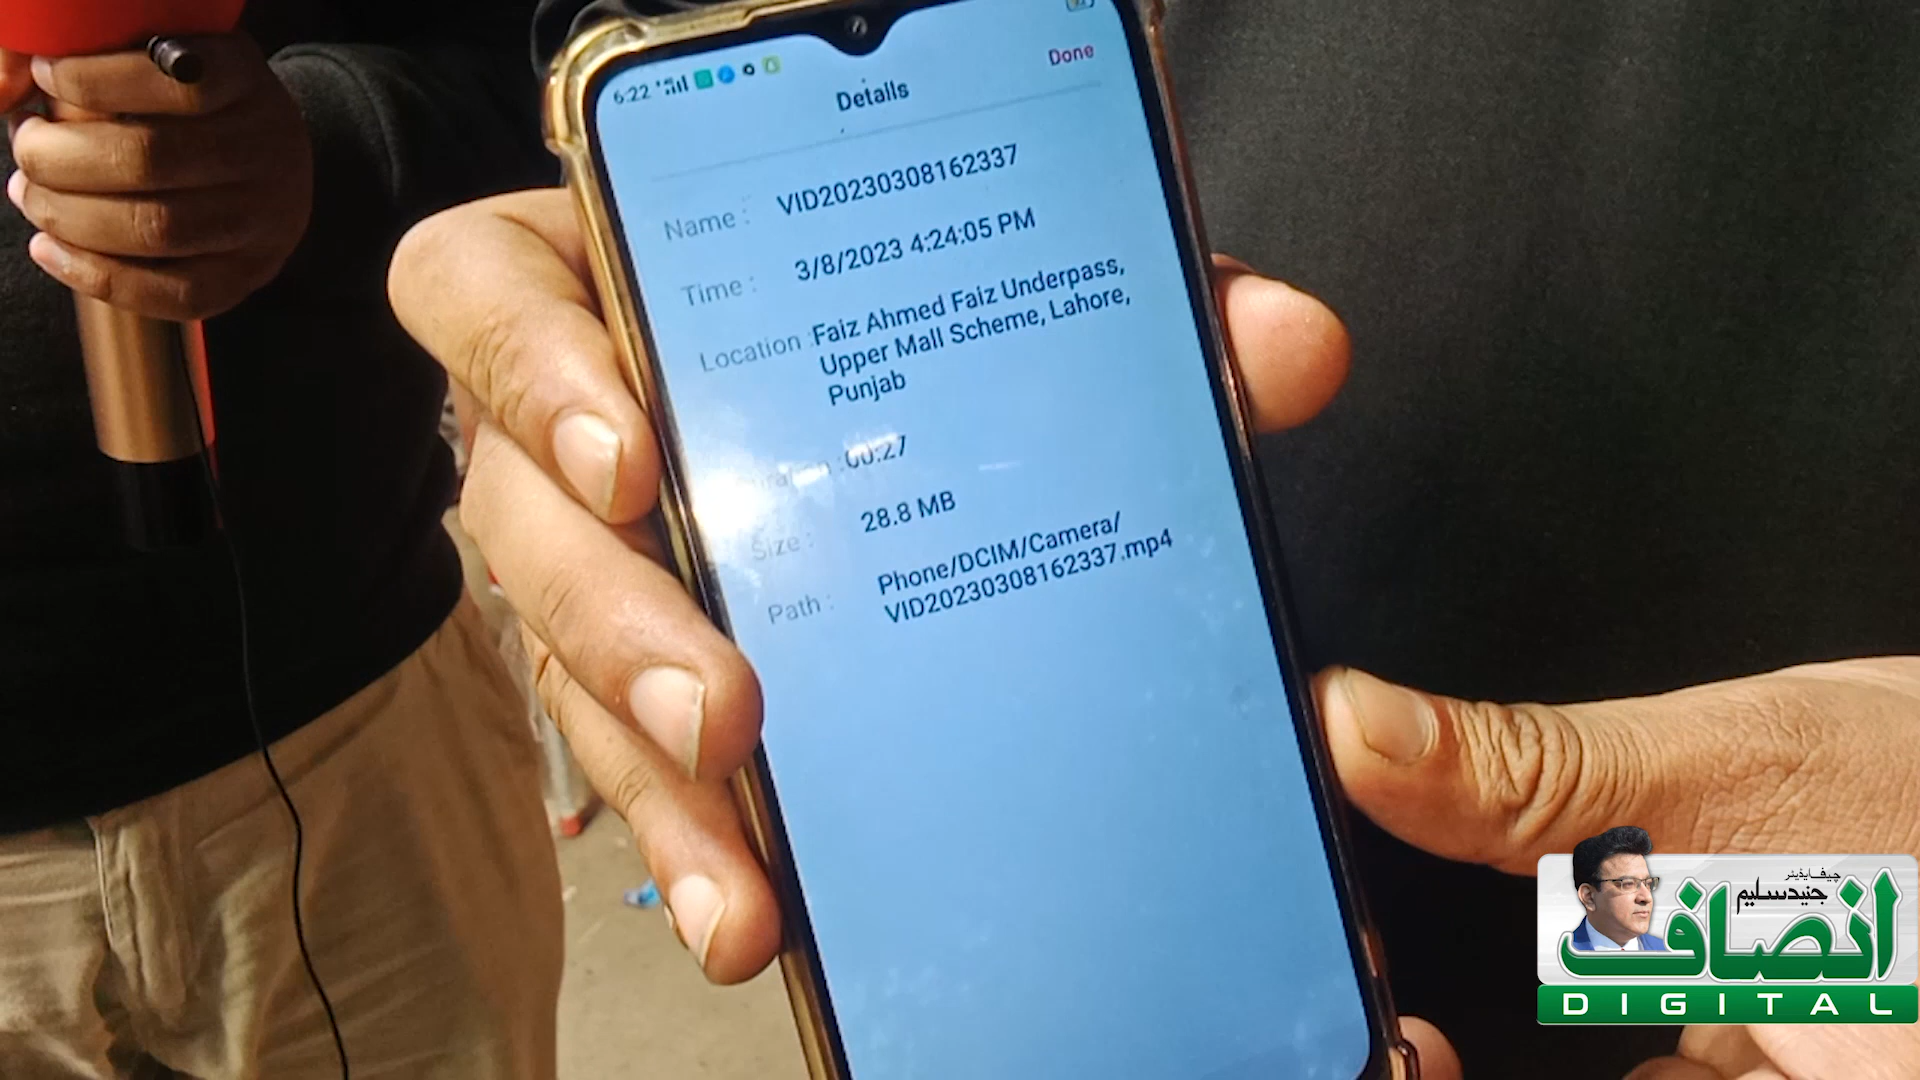 6:22
Details
Done
Name : VID20230308162337
Time : 3/8/2023 4:24:05 PM
Location : Faiz Ahmed Faiz Underpass,
Upper Mall Scheme, Lahore,
Punjab
Duration : 00:27
Size : 28.8 MB
Path : Phone/DCIM/Camera/
VID20230308162337.mp4
چیف ایڈیٹر
جنید سلیم
انصاف
DIGITAL